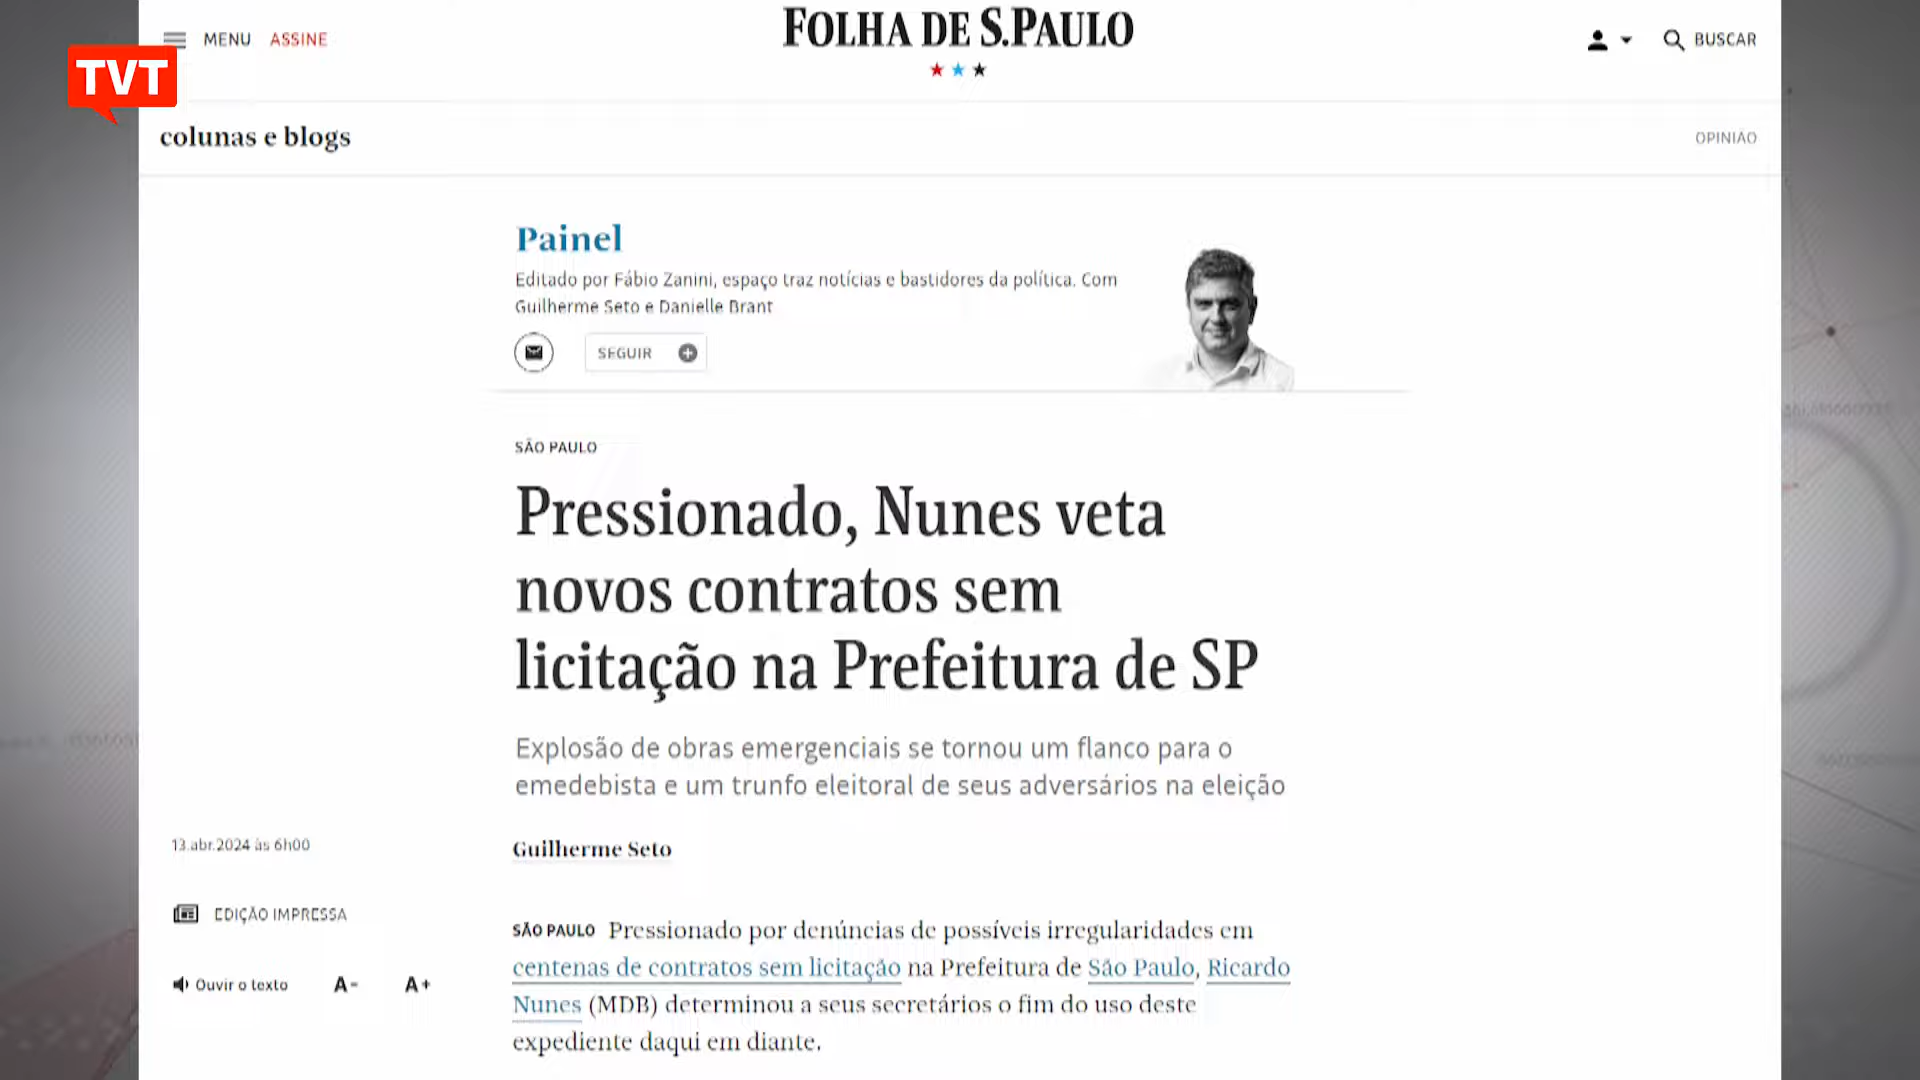 FOLHA DE S.PAULO
MENU ASSINE
BUSCAR
TVT
colunas e blogs
OPINIÃO
Painel
Editado por Fábio Zanini, espaço traz notícias e bastidores da política. Com
Guilherme Seto e Danielle Brant
SEGUIR
SÃO PAULO
Pressionado, Nunes veta
novos contratos sem
licitação na Prefeitura de SP
Explosão de obras emergenciais se tornou um flanco para o
emedebista e um trunfo eleitoral de seus adversários na eleição
13.abr.2024 às 6h00
Guilherme Seto
EDIÇÃO IMPRESSA
Ouvir o texto A- A+
SÃO PAULO Pressionado por denúncias de possíveis irregularidades em
centenas de contratos sem licitação na Prefeitura de São Paulo, Ricardo
Nunes (MDB) determinou a seus secretários o fim do uso deste
expediente daqui em diante.